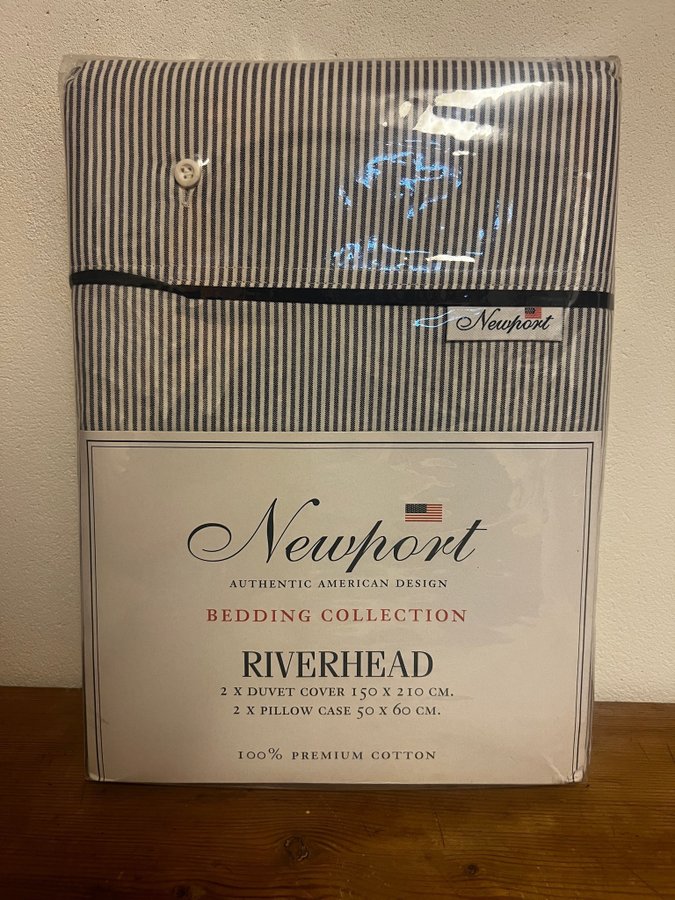 Newport
Newport
AUTHENTIC AMERICAN DESIGN
BEDDING COLLECTION
RIVERHEAD
2 X DUVET COVER 150 X 210 CM.
2 X PILLOW CASE 50 X 60 CM.
100% PREMIUM COTTON